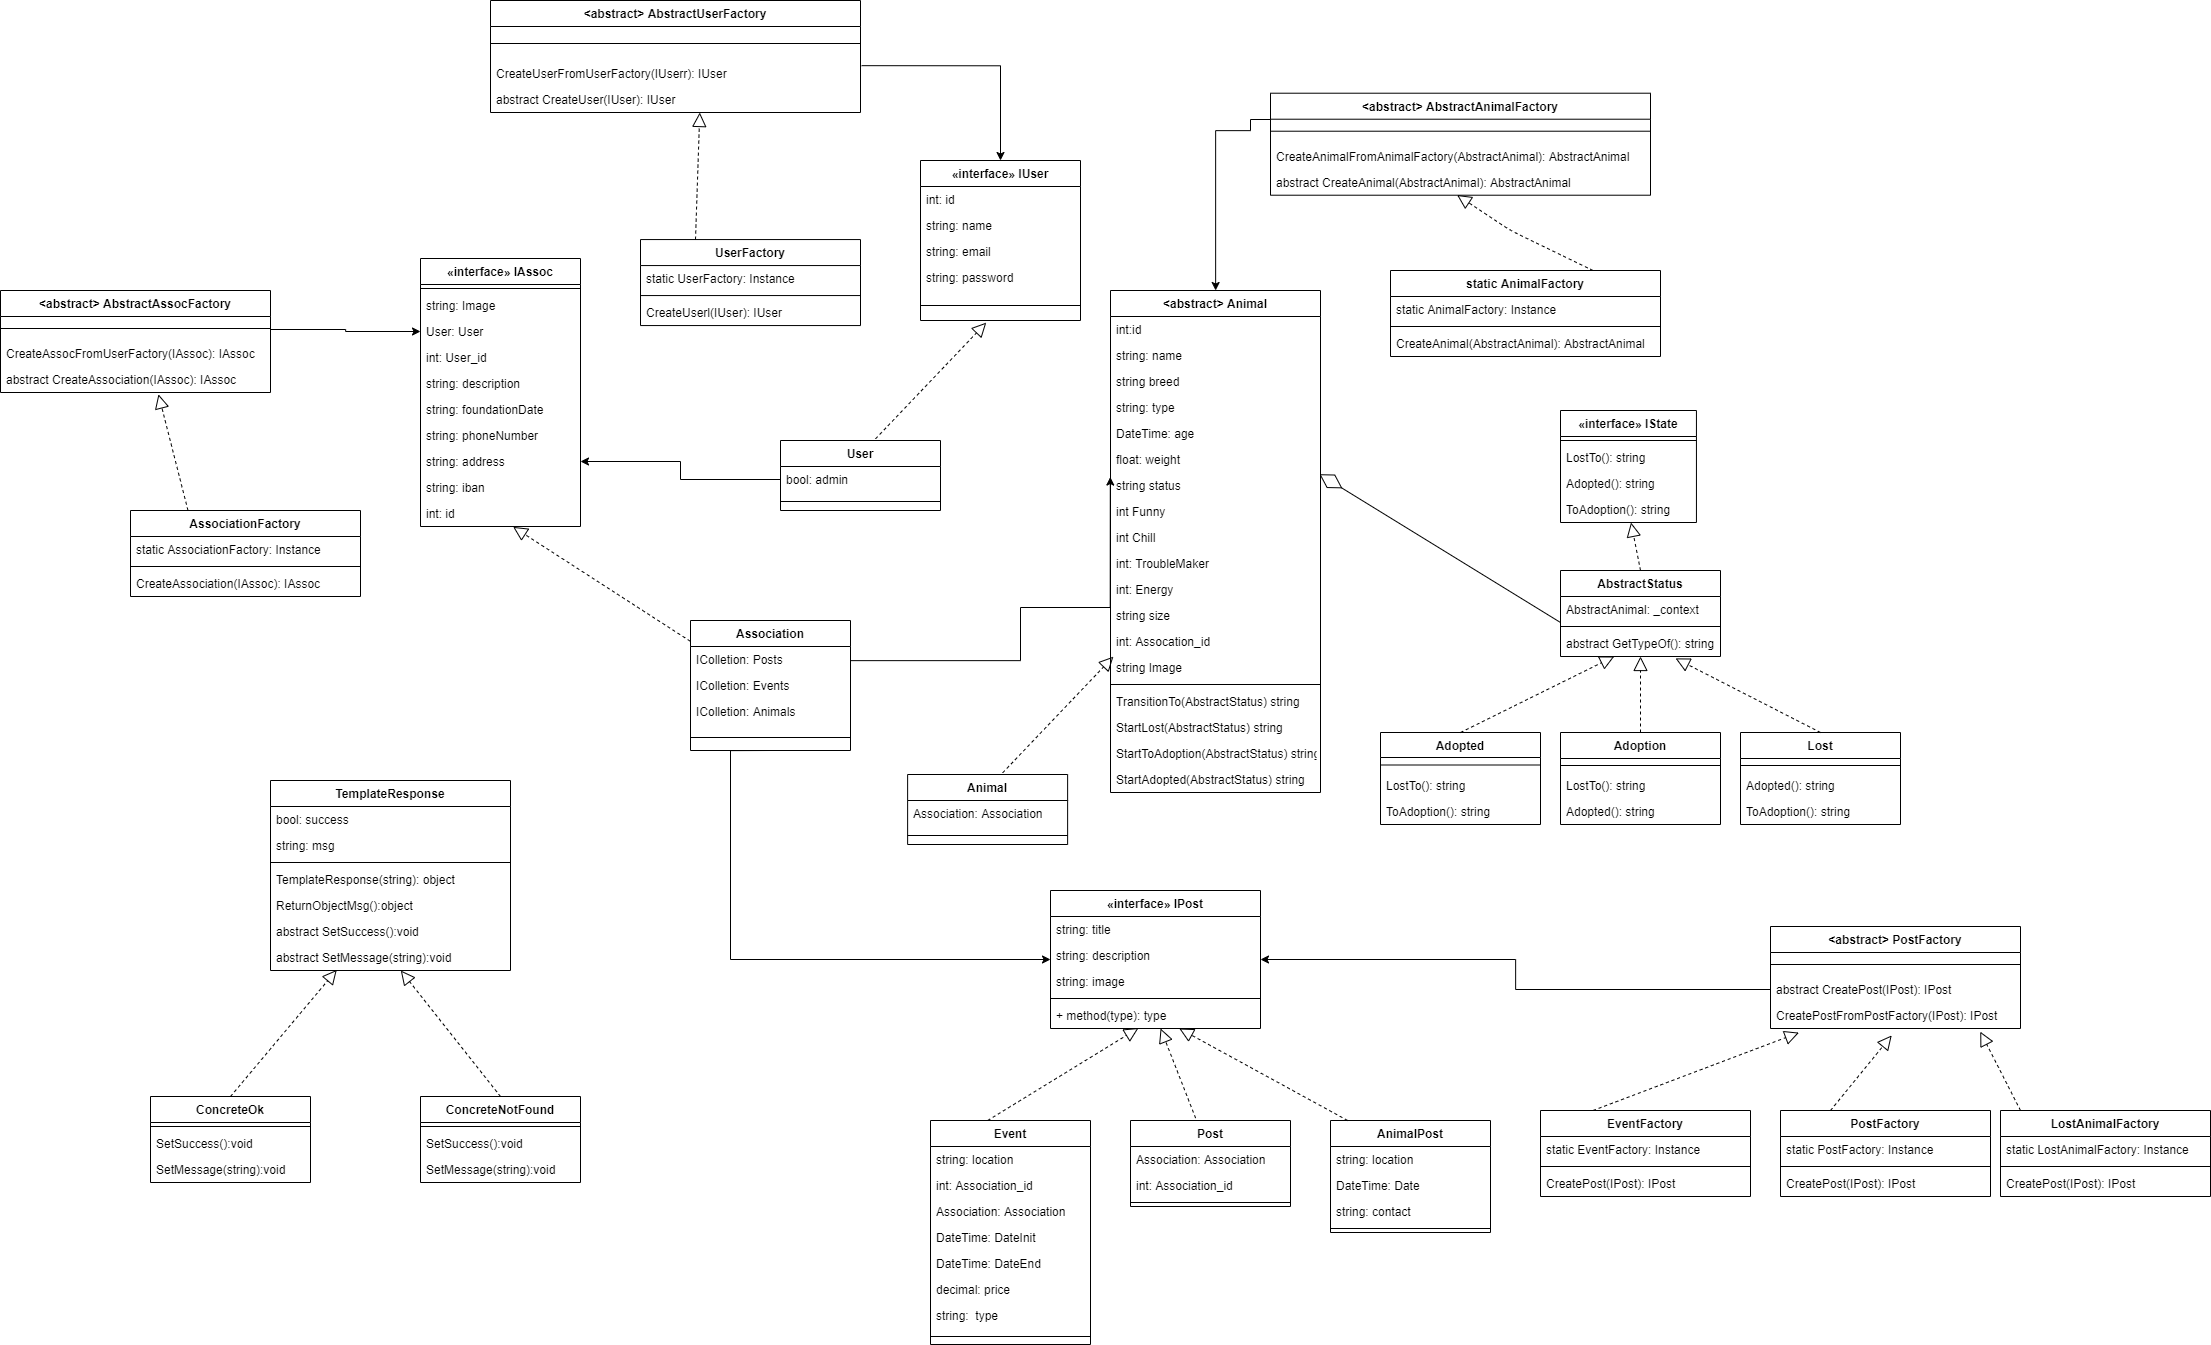 <abstract> AbstractUserFactory
CreateUserFromUserFactory(IUserr): IUser
abstract CreateUser(IUser): IUser
<abstract> AbstractAnimalFactory
CreateAnimalFromAnimalFactory(AbstractAnimal): AbstractAnimal
abstract CreateAnimal(AbstractAnimal): AbstractAnimal
«interface» IUser
int: id
string: name
string: email
string: password
UserFactory
static UserFactory: Instance
CreateUserI(IUser): IUser
«interface» IAssoc
string: Image
User: User
int: User_id
string: description
string: foundationDate
string: phoneNumber
string: address
string: iban
int: id
<abstract> AbstractAssocFactory
CreateAssocFromUserFactory(IAssoc): IAssoc
abstract CreateAssociation(IAssoc): IAssoc
static AnimalFactory
static AnimalFactory: Instance
CreateAnimal(AbstractAnimal): AbstractAnimal
<abstract> Animal
int:id
string: name
string breed
string: type
DateTime: age
float: weight
string status
int Funny
int Chill
int: TroubleMaker
int: Energy
string size
int: Assocation_id
string Image
TransitionTo(AbstractStatus) string
StartLost(AbstractStatus) string
StartToAdoption(AbstractStatus) string
StartAdopted(AbstractStatus) string
«interface» IState
LostTo(): string
Adopted(): string
ToAdoption(): string
User
bool: admin
AssociationFactory
static AssociationFactory: Instance
CreateAssociation(IAssoc): IAssoc
AbstractStatus
AbstractAnimal: _context
abstract GetTypeOf(): string
Association
IColletion: Posts
IColletion: Events
IColletion: Animals
Adopted
LostTo(): string
ToAdoption(): string
Adoption
LostTo(): string
Adopted(): string
Lost
Adopted(): string
ToAdoption(): string
Animal
Association: Association
TemplateResponse
bool: success
string: msg
TemplateResponse(string): object
ReturnObjectMsg():object
abstract SetSuccess():void
abstract SetMessage(string):void
«interface» IPost
string: title
string: description
string: image
+ method(type): type
<abstract> PostFactory
abstract CreatePost(IPost): IPost
CreatePostFromPostFactory(IPost): IPost
ConcreteOk
SetSuccess():void
SetMessage(string):void
ConcreteNotFound
SetSuccess():void
SetMessage(string):void
Event
string: location
int: Association_id
Association: Association
DateTime: DateInit
DateTime: DateEnd
decimal: price
string:  type
Post
Association: Association
int: Association_id
AnimalPost
string: location
DateTime: Date
string: contact
EventFactory
static EventFactory: Instance
CreatePost(IPost): IPost
PostFactory
static PostFactory: Instance
CreatePost(IPost): IPost
LostAnimalFactory
static LostAnimalFactory: Instance
CreatePost(IPost): IPost